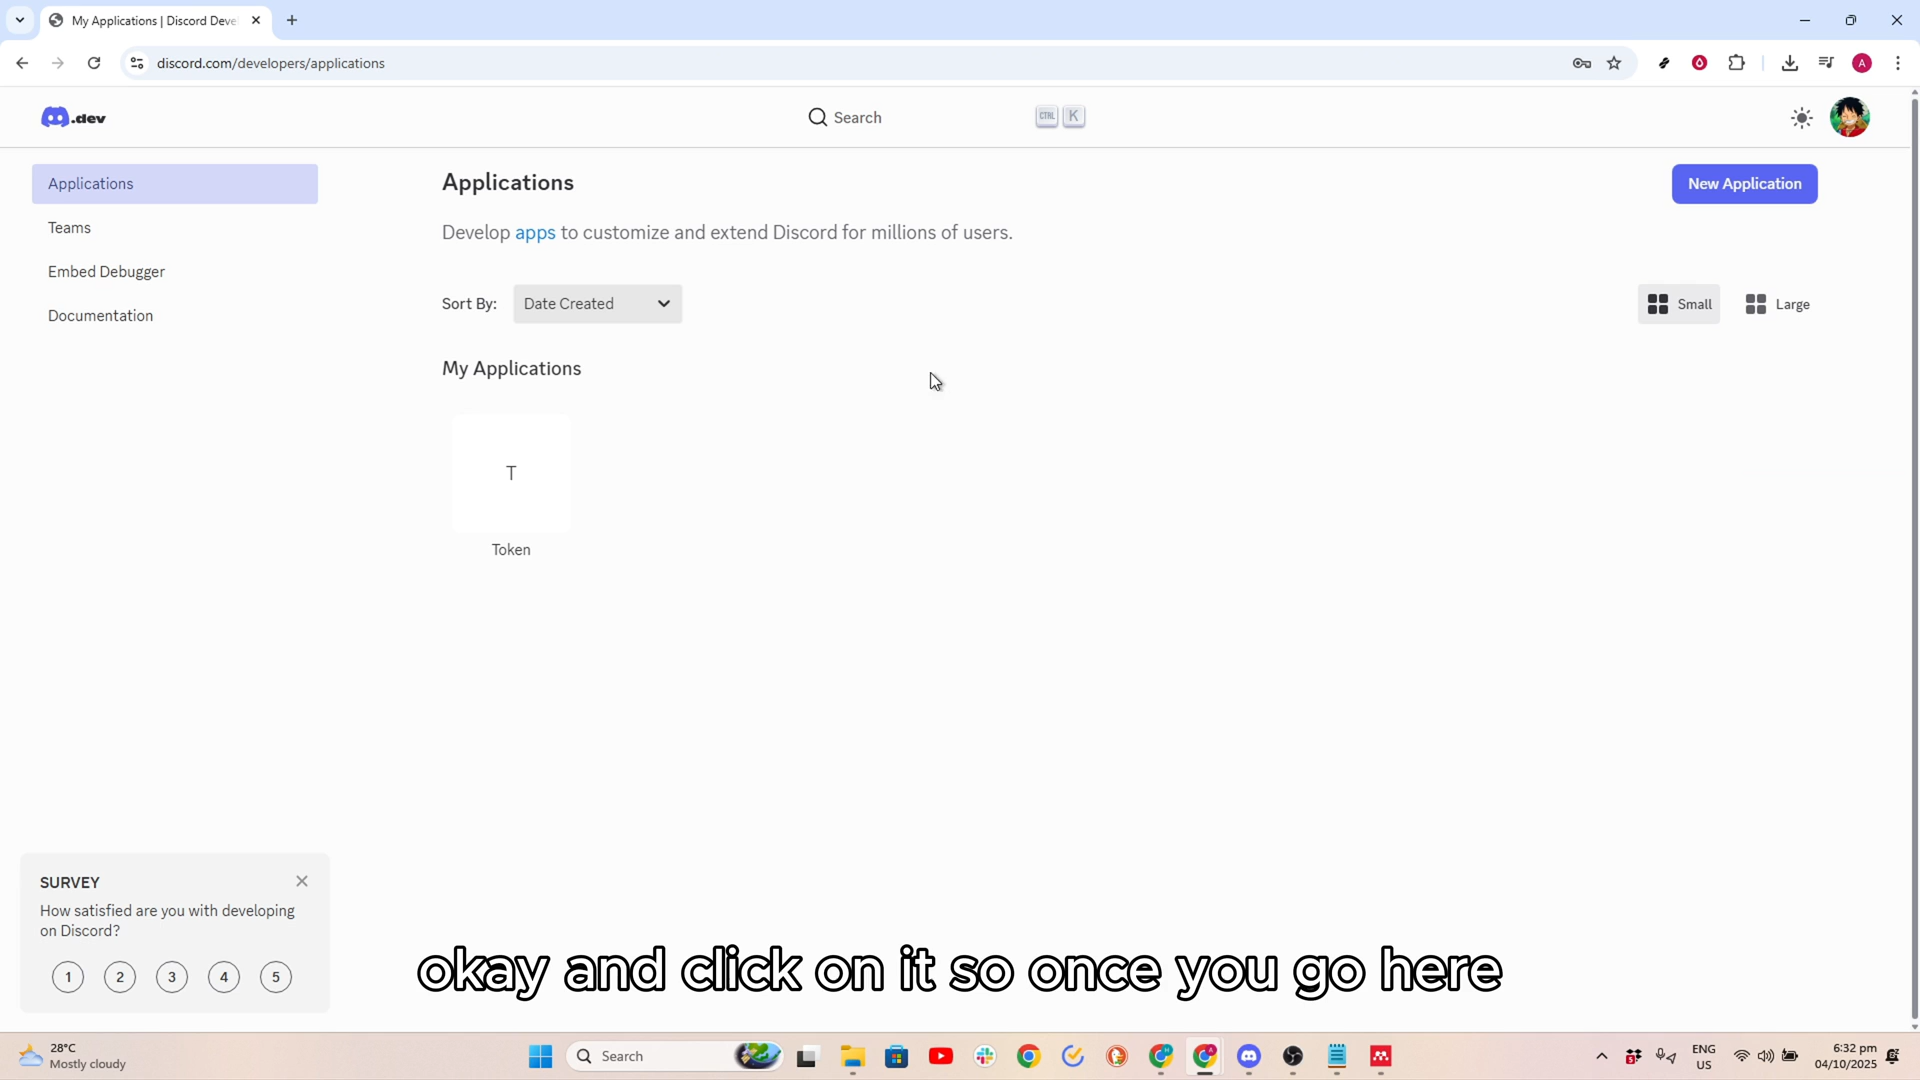 My Applications | Discord Deve
discord.com/developers/applications
A
.dev
Search
CTRL K
Applications
Teams
Embed Debugger
Documentation
Applications
New Application
Develop apps to customize and extend Discord for millions of users.
Sort By:
Date Created
Small
Large
My Applications
T
Token
SURVEY
How satisfied are you with developing
on Discord?
1
2
3
4
5
okay and click on it so once you go here
28°C
Mostly cloudy
Search
ENG
US
6:32 pm
04/10/2025